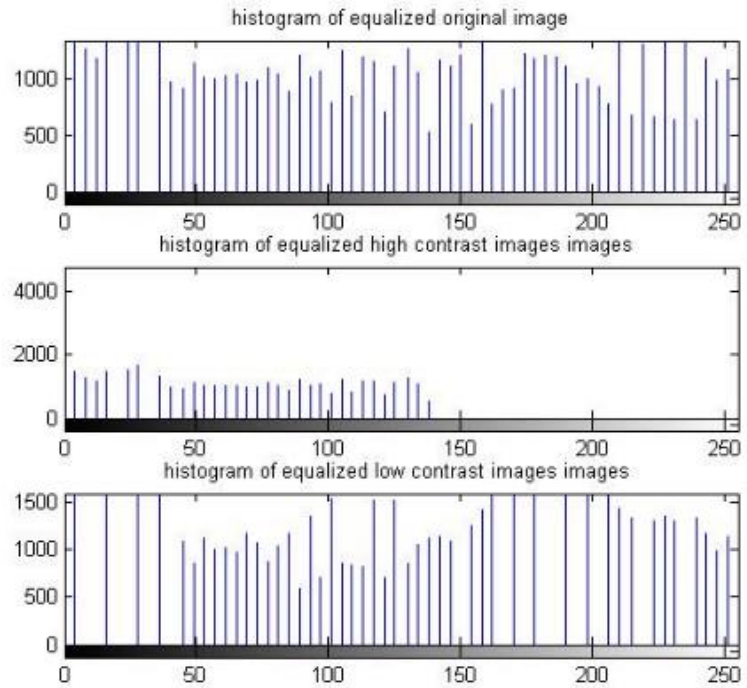 histogram of equalized original image
1000
500
0
0 50 100 150 200 250
histogram of equalized high contrast images images
4000
2000
0
0 50 100 150 200 250
histogram of equalized low contrast images images
1500
1000
500
0
0 50 100 150 200 250